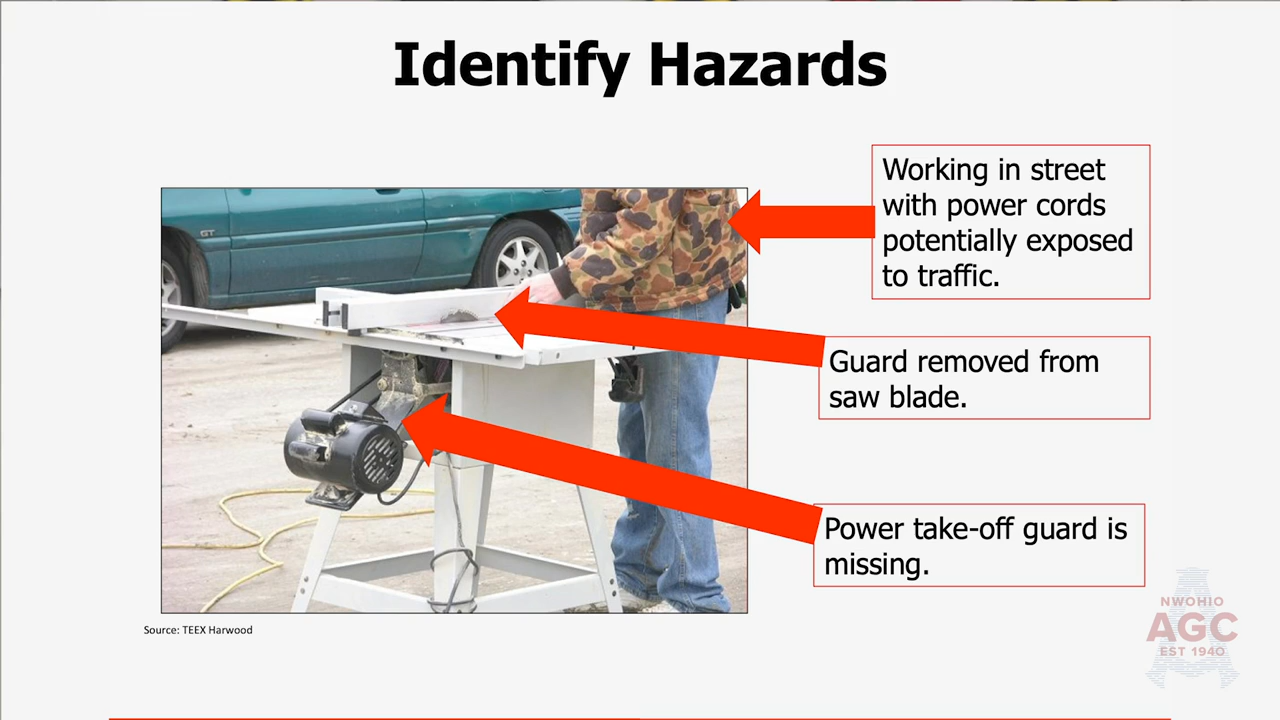 Identify Hazards
Working in street
with power cords
potentially exposed
to traffic.
GT
Guard removed from
saw blade.
Power take-off guard is
missing.
Source: TEEX Harwood
NWOHIO
AGC
EST 1940